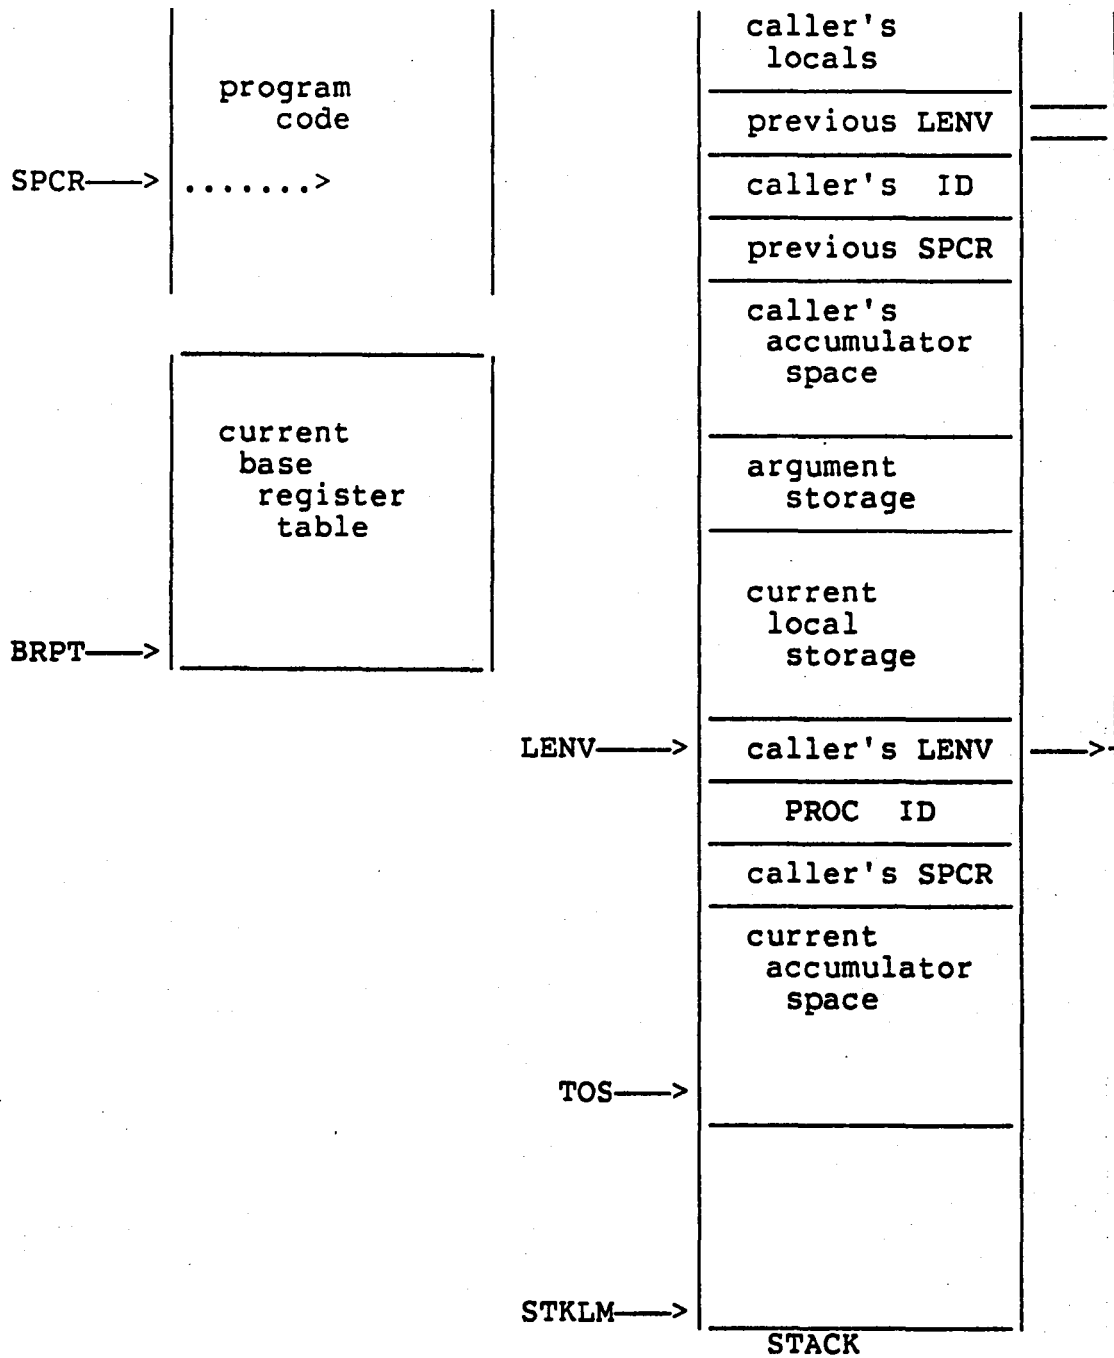 program
code
SPCR——> .......>
current
base
register
table
BRPT——>
caller's
locals
previous LENV
caller's ID
previous SPCR
caller's
accumulator
space
argument
storage
current
local
storage
LENV——> caller's LENV ——>
PROC ID
caller's SPCR
current
accumulator
space
TOS——>
STKLM——>
STACK